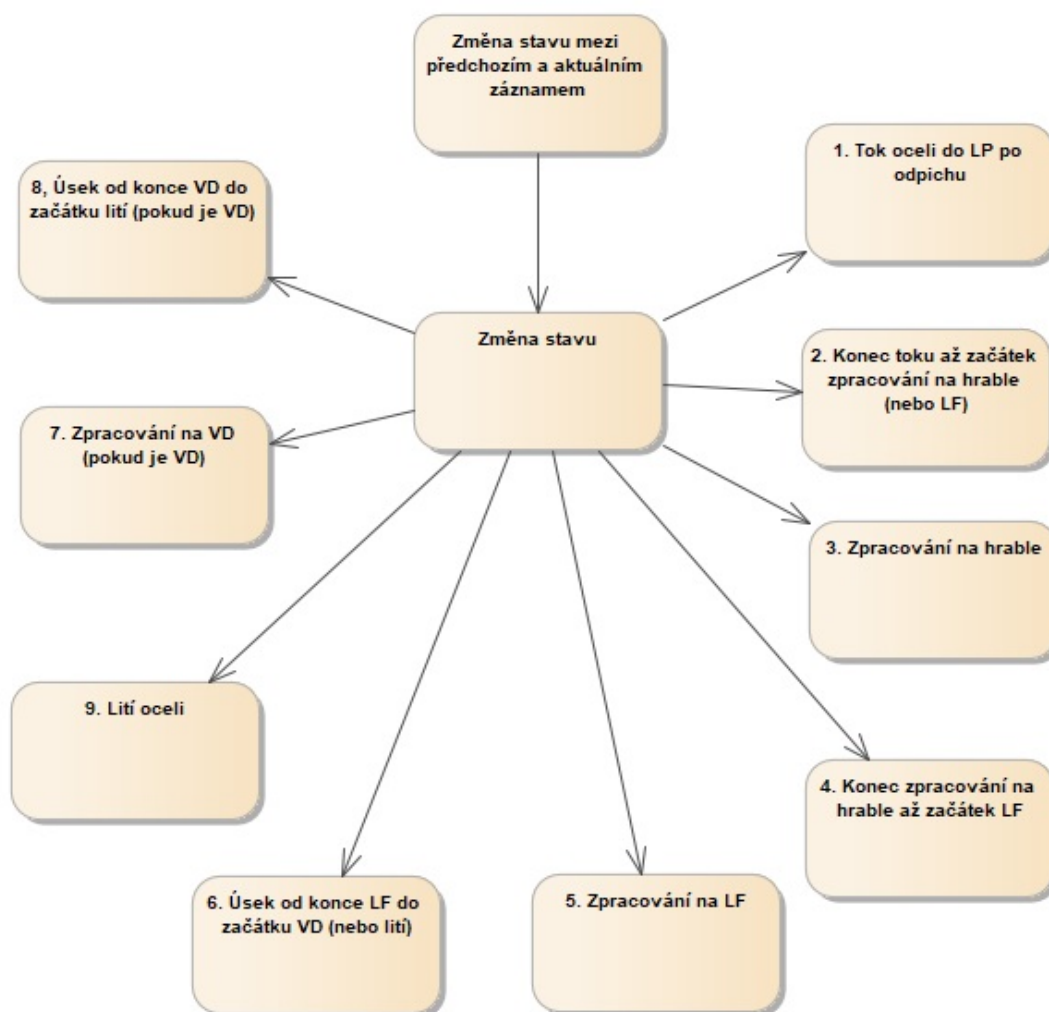 Změna stavu mezi
předchozím a aktuálním
záznamem
1. Tok oceli do LP po
odpichu
8, Úsek od konce VD do
začátku lití (pokud je VD)
Změna stavu
2. Konec toku až začátek
zpracování na hrable
(nebo LF)
7. Zpracování na VD
(pokud je VD)
3. Zpracování na hrable
9. Lití oceli
4. Konec zpracování na
hrable až začátek LF
6. Úsek od konce LF do
začátku VD (nebo lití)
5. Zpracování na LF